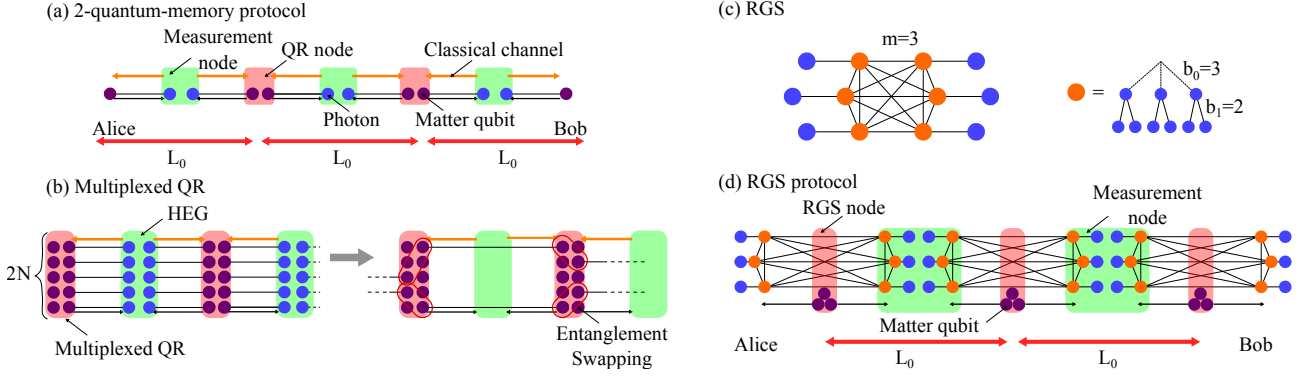 (a) 2-quantum-memory protocol
Measurement
node
QR node
Classical channel
Photon
Matter qubit
Alice
Bob
L₀
L₀
L₀
(b) Multiplexed QR
HEG
2N
Multiplexed QR
Entanglement
Swapping
(c) RGS
m=3
=
b₀=3
b₁=2
(d) RGS protocol
RGS node
Measurement
node
Matter qubit
Alice
Bob
L₀
L₀